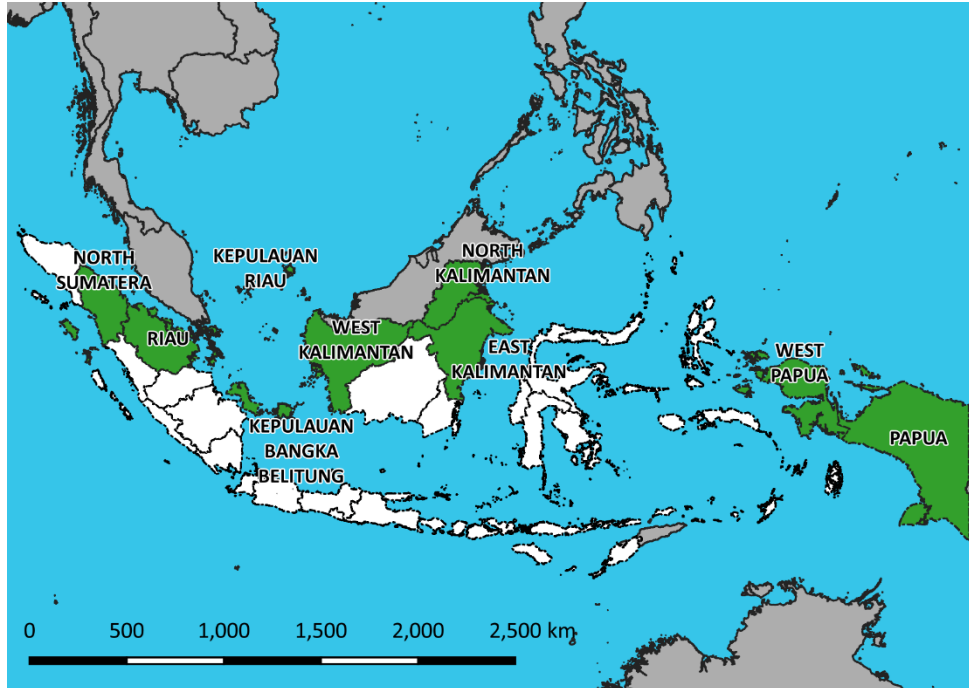 NORTH
SUMATERA
KEPULAUAN
RIAU
NORTH
KALIMANTAN
RIAU
WEST
KALIMANTAN
EAST
KALIMANTAN
WEST
PAPUA
KEPULAUAN
BANGKA
BELITUNG
PAPUA
0 500 1,000 1,500 2,000 2,500 km